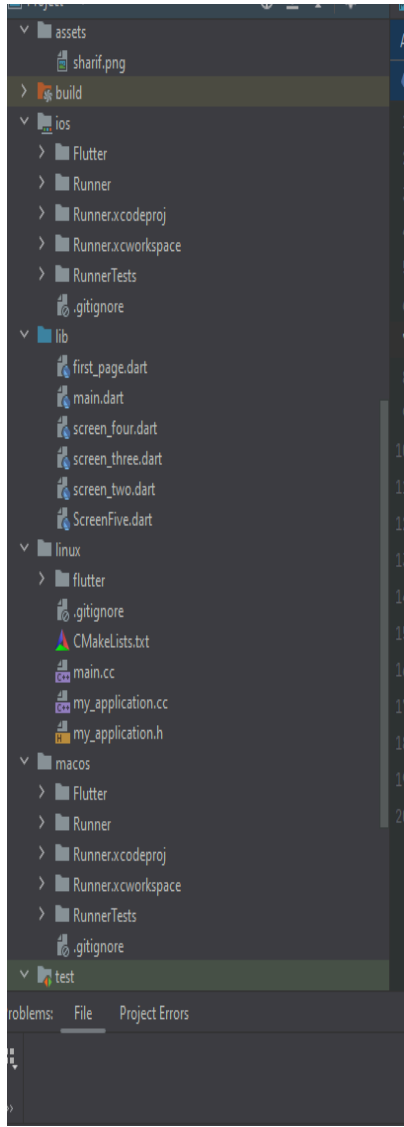 Project
assets
sharif.png
build
ios
Flutter
Runner
Runner.xcodeproj
Runner.xcworkspace
RunnerTests
.gitignore
lib
first_page.dart
main.dart
screen_four.dart
screen_three.dart
screen_two.dart
ScreenFive.dart
linux
flutter
.gitignore
CMakeLists.txt
main.cc
my_application.cc
my_application.h
macos
Flutter
Runner
Runner.xcodeproj
Runner.xcworkspace
RunnerTests
.gitignore
test
roblems: File Project Errors